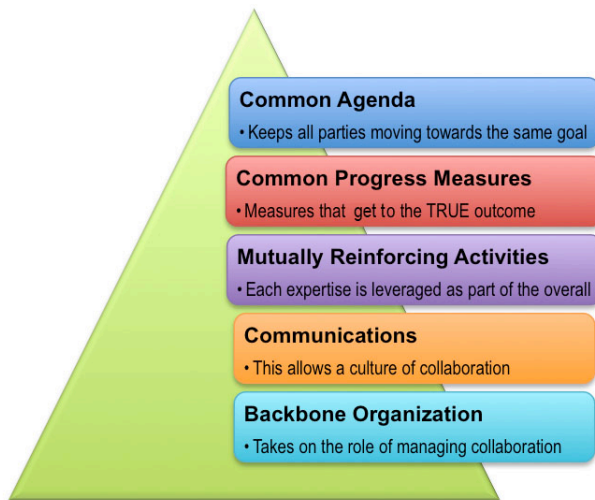 Common Agenda
• Keeps all parties moving towards the same goal
Common Progress Measures
• Measures that get to the TRUE outcome
Mutually Reinforcing Activities
• Each expertise is leveraged as part of the overall
Communications
• This allows a culture of collaboration
Backbone Organization
• Takes on the role of managing collaboration